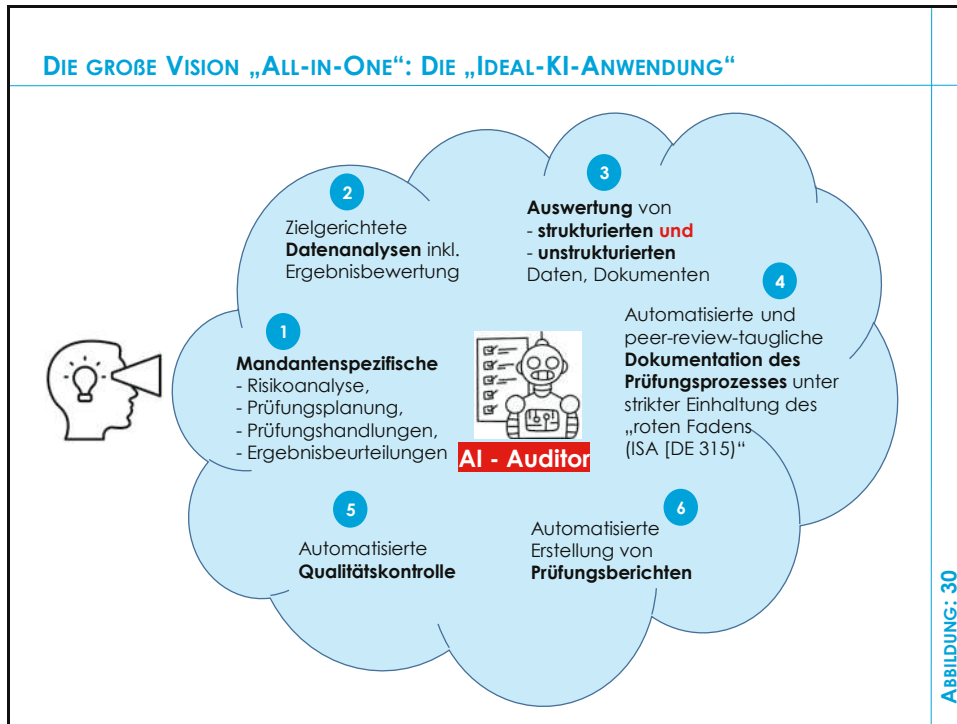 DIE GROßE VISION „ALL-IN-ONE“: DIE „IDEAL-KI-ANWENDUNG“
1
Mandantenspezifische
- Risikoanalyse,
- Prüfungsplanung,
- Prüfungshandlungen,
- Ergebnisbeurteilungen
2
Zielgerichtete
Datenanalysen inkl.
Ergebnisbewertung
3
Auswertung von
- strukturierten und
- unstrukturierten
Daten, Dokumenten
4
Automatisierte und
peer-review-taugliche
Dokumentation des
Prüfungsprozesses unter
strikter Einhaltung des
„roten Fadens
(ISA [DE 315)“
AI - Auditor
5
Automatisierte
Qualitätskontrolle
6
Automatisierte
Erstellung von
Prüfungsberichten
ABBILDUNG: 30